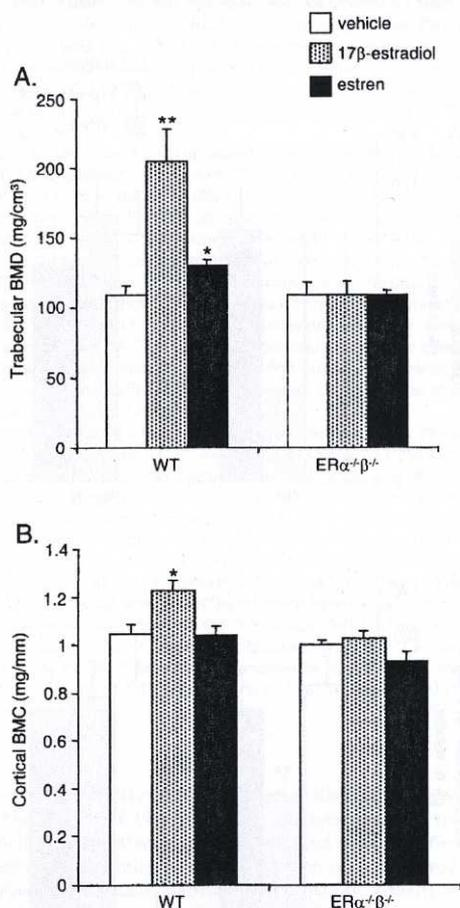 vehicle
17β-estradiol
estren
A.
Trabecular BMD (mg/cm³)
250
200
150
100
50
0
**
*
WT
ERα⁻/⁻β⁻/⁻
B.
Cortical BMC (mg/mm)
1.4
1.2
1
0.8
0.6
0.4
0.2
0
*
WT
ERα⁻/⁻β⁻/⁻